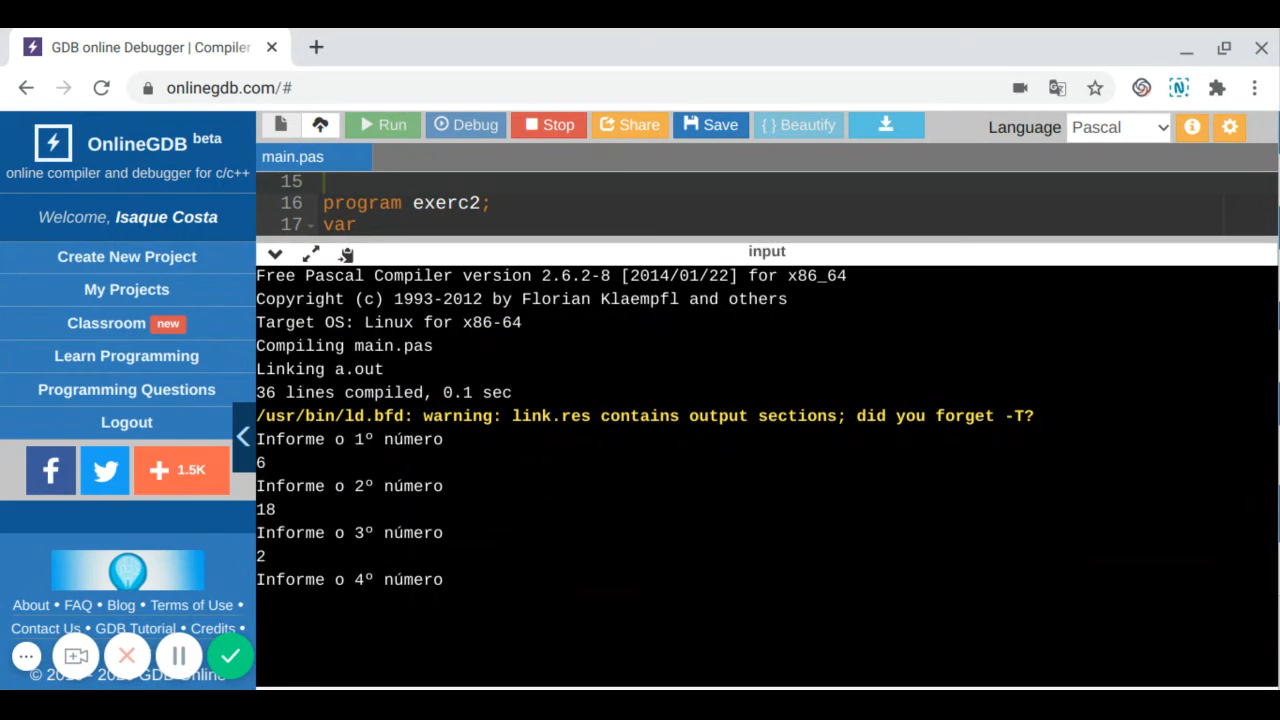 GDB online Debugger | Compiler
onlinegdb.com/#
OnlineGDB beta
online compiler and debugger for c/c++
Welcome, Isaque Costa
Create New Project
My Projects
Classroom new
Learn Programming
Programming Questions
Logout
1.5K
About • FAQ • Blog • Terms of Use •
Contact Us • GDB Tutorial • Credits •
GDB Online
Run
Debug
Stop
Share
Save
{ } Beautify
Language
Pascal
main.pas
15
16 program exerc2;
17 var
input
Free Pascal Compiler version 2.6.2-8 [2014/01/22] for x86_64
Copyright (c) 1993-2012 by Florian Klaempfl and others
Target OS: Linux for x86-64
Compiling main.pas
Linking a.out
36 lines compiled, 0.1 sec
/usr/bin/ld.bfd: warning: link.res contains output sections; did you forget -T?
Informe o 1º número
6
Informe o 2º número
18
Informe o 3º número
2
Informe o 4º número